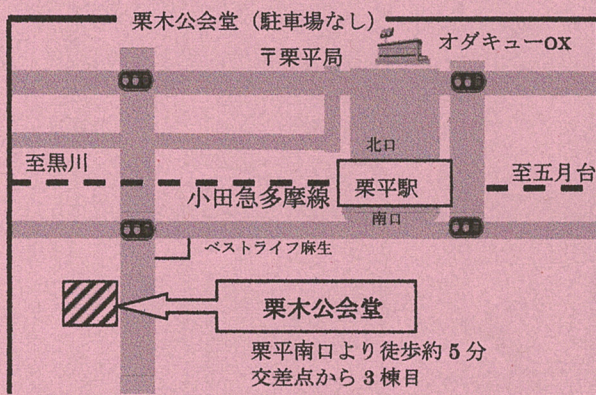 栗木公会堂（駐車場なし）
オダキューOX
〒栗平局
北口
至黒川
栗平駅
至五月台
小田急多摩線
南口
ベストライフ麻生
栗木公会堂
栗平南口より徒歩約５分
交差点から３棟目